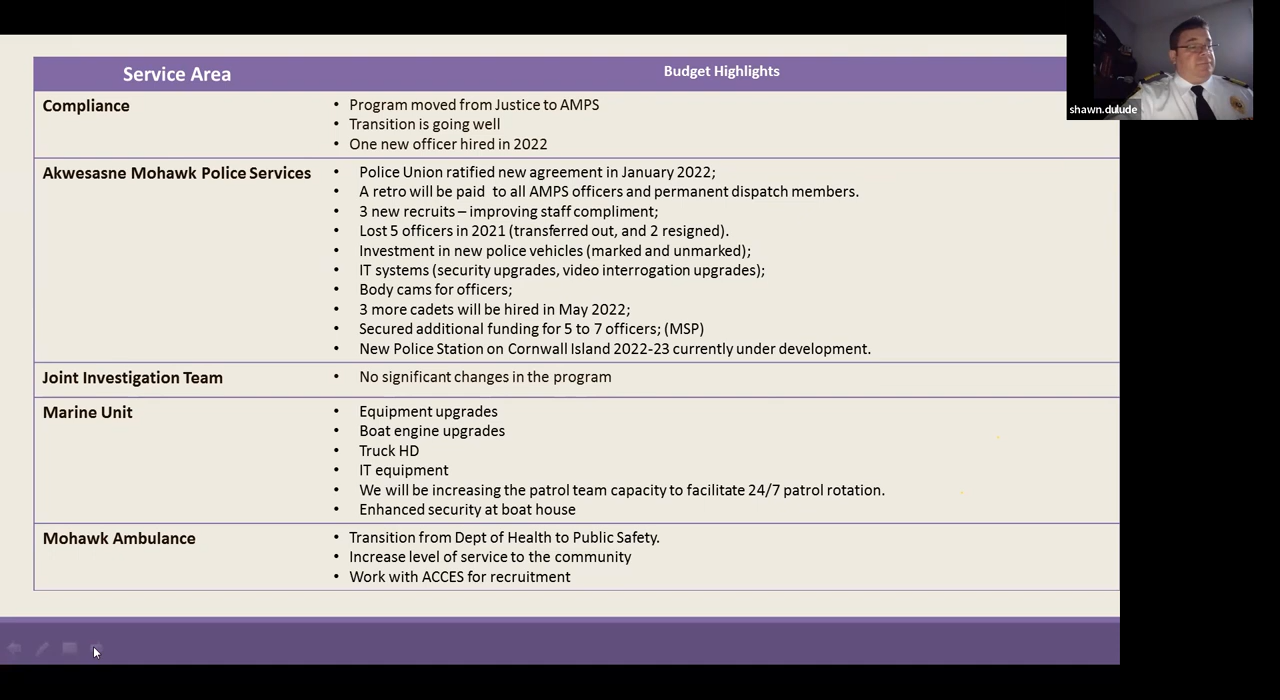 Service Area
Budget Highlights
shawn.dulude
Compliance
• Program moved from Justice to AMPS
• Transition is going well
• One new officer hired in 2022
Akwesasne Mohawk Police Services
• Police Union ratified new agreement in January 2022;
• A retro will be paid to all AMPS officers and permanent dispatch members.
• 3 new recruits – improving staff compliment;
• Lost 5 officers in 2021 (transferred out, and 2 resigned).
• Investment in new police vehicles (marked and unmarked);
• IT systems (security upgrades, video interrogation upgrades);
• Body cams for officers;
• 3 more cadets will be hired in May 2022;
• Secured additional funding for 5 to 7 officers; (MSP)
• New Police Station on Cornwall Island 2022-23 currently under development.
Joint Investigation Team
• No significant changes in the program
Marine Unit
• Equipment upgrades
• Boat engine upgrades
• Truck HD
• IT equipment
• We will be increasing the patrol team capacity to facilitate 24/7 patrol rotation.
• Enhanced security at boat house
Mohawk Ambulance
• Transition from Dept of Health to Public Safety.
• Increase level of service to the community
• Work with ACCES for recruitment